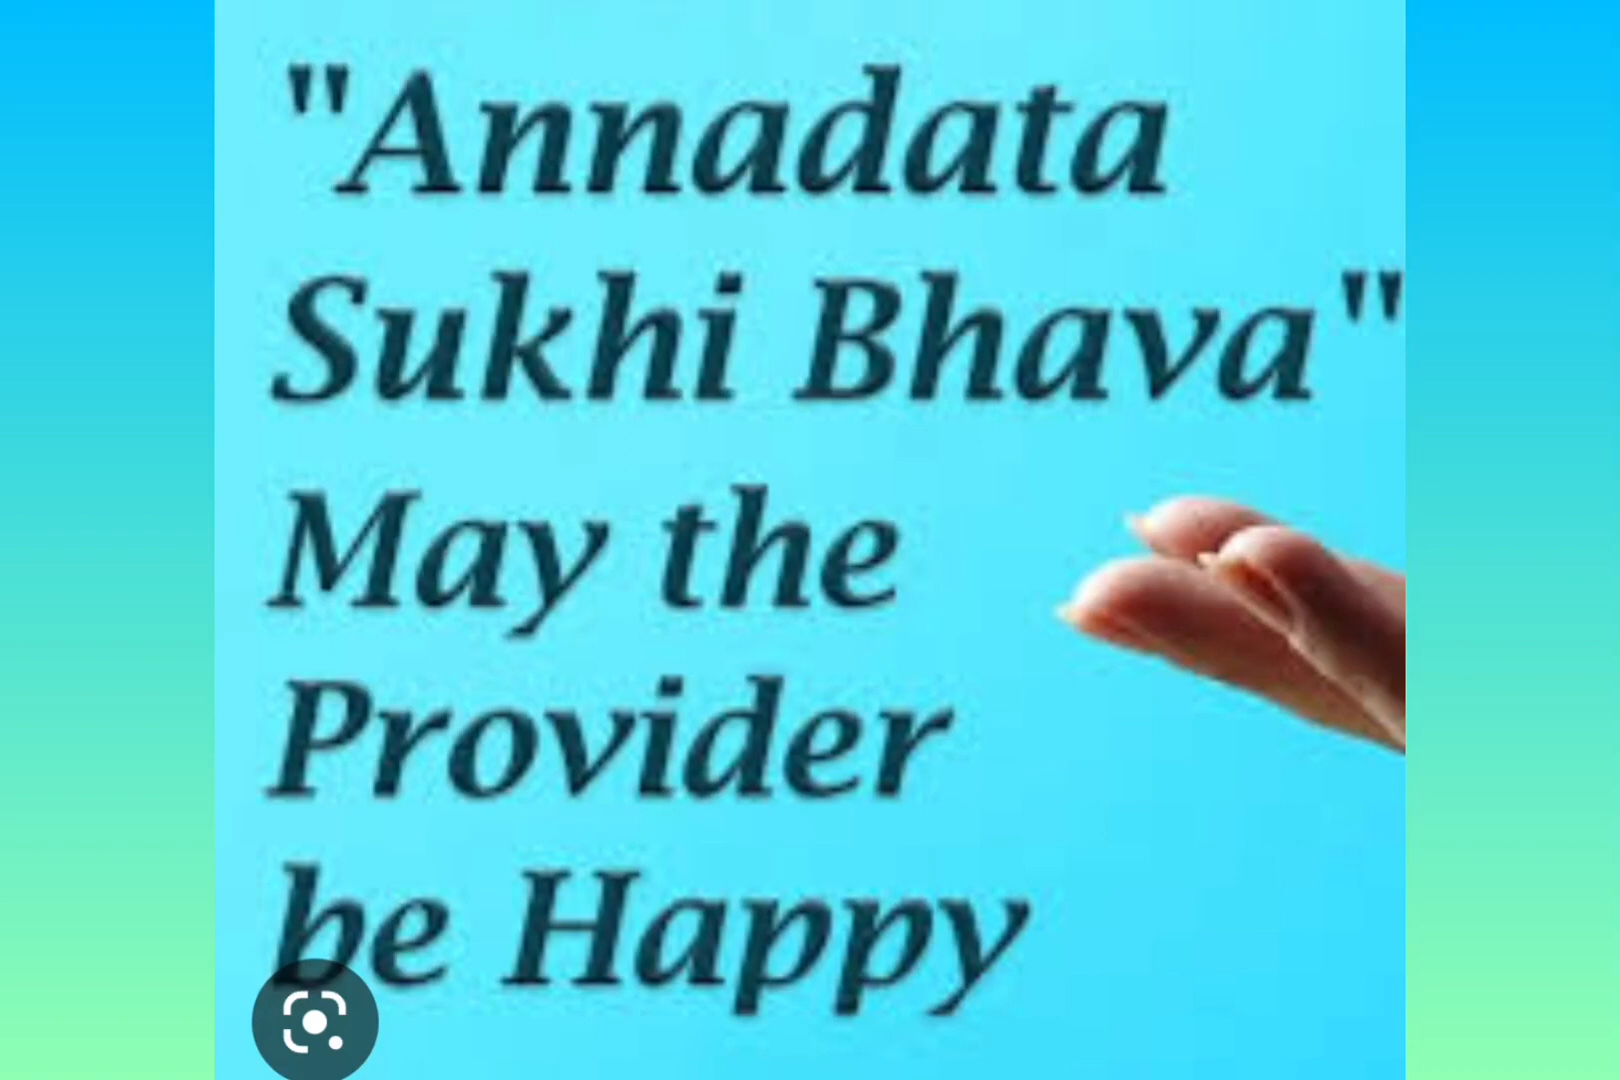 "Annadata
Sukhi Bhava"
May the
Provider
be Happy